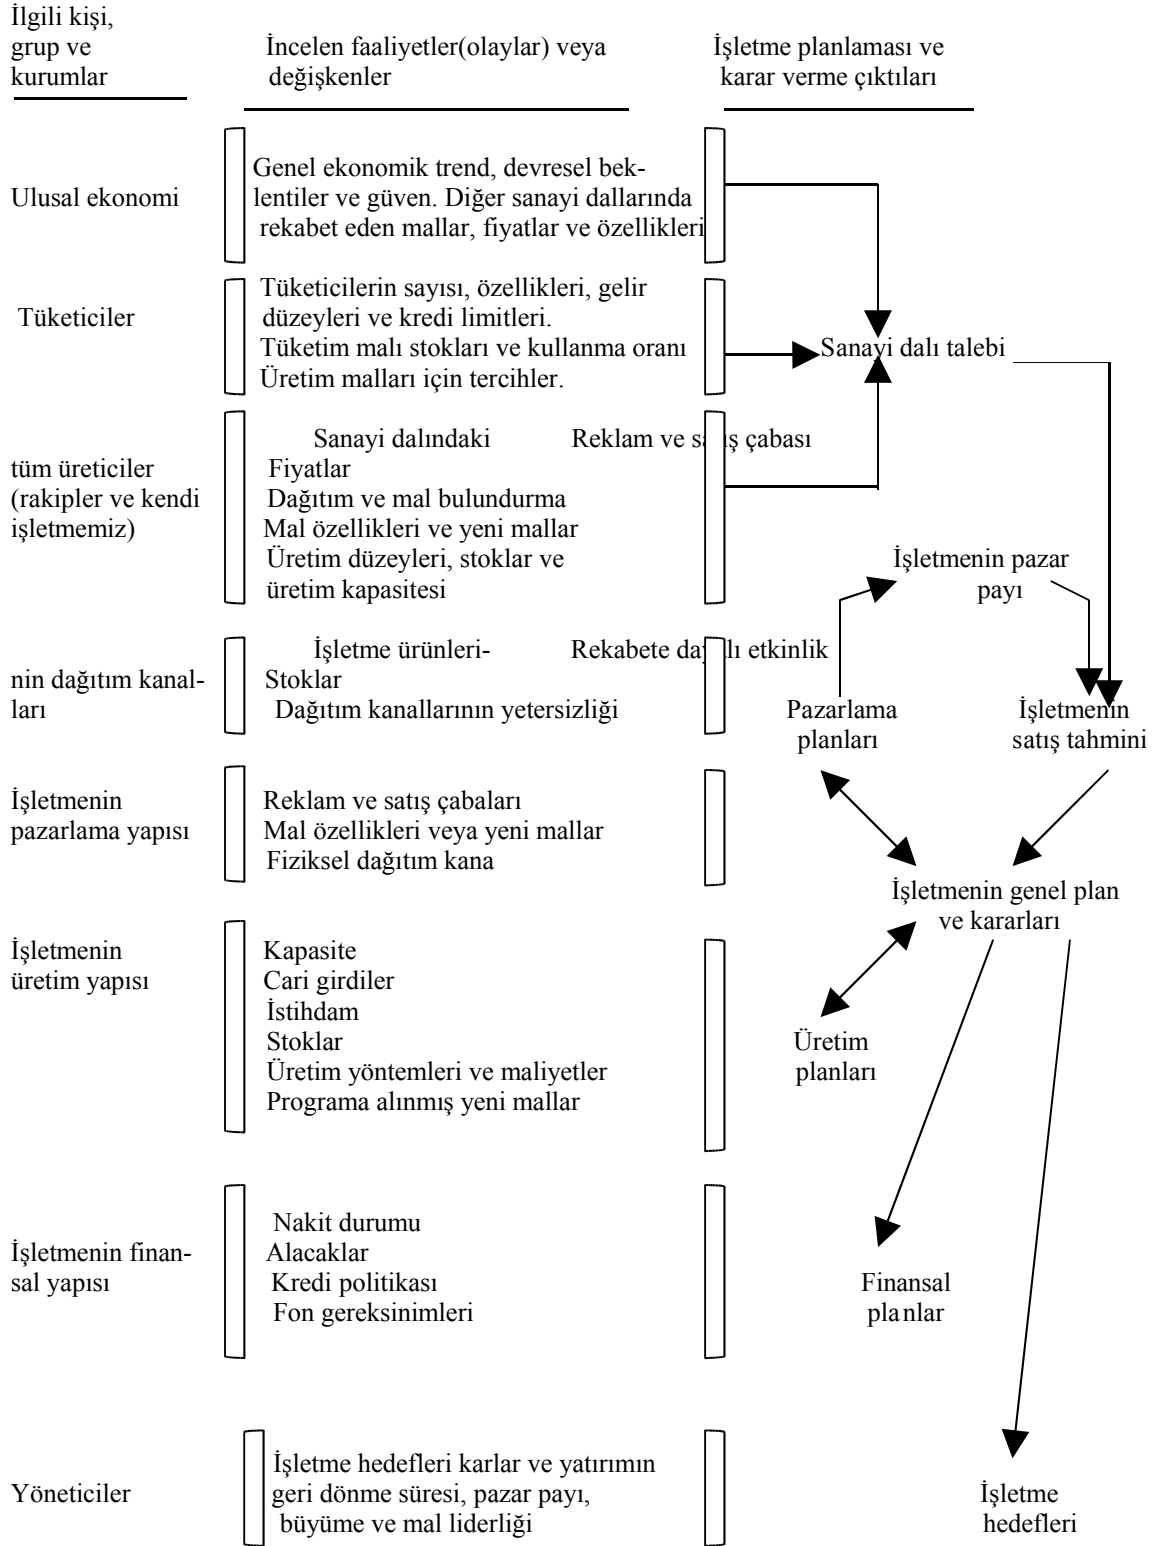 İlgili kişi,
grup ve
kurumlar
İncelen faaliyetler(olaylar) veya
değişkenler
İşletme planlaması ve
karar verme çıktıları
Ulusal ekonomi
Genel ekonomik trend, devresel bek-
lentiler ve güven. Diğer sanayi dallarında
rekabet eden mallar, fiyatlar ve özellikleri
Tüketiciler
Tüketicilerin sayısı, özellikleri, gelir
düzeyleri ve kredi limitleri.
Tüketim malı stokları ve kullanma oranı
Üretim malları için tercihler.
Sanayi dalı talebi
Sanayi dalındaki Reklam ve satış çabası
tüm üreticiler
(rakipler ve kendi
işletmemiz)
Fiyatlar
Dağıtım ve mal bulundurma
Mal özellikleri ve yeni mallar
Üretim düzeyleri, stoklar ve
üretim kapasitesi
İşletmenin pazar
payı
İşletme ürünleri- Rekabete dayalı etkinlik
nin dağıtım kanal-
ları
Stoklar
Dağıtım kanallarının yetersizliği
Pazarlama
planları
İşletmenin
satış tahmini
İşletmenin
pazarlama yapısı
Reklam ve satış çabaları
Mal özellikleri veya yeni mallar
Fiziksel dağıtım kana
İşletmenin genel plan
ve kararları
İşletmenin
üretim yapısı
Kapasite
Cari girdiler
İstihdam
Stoklar
Üretim yöntemleri ve maliyetler
Programa alınmış yeni mallar
Üretim
planları
İşletmenin finan-
sal yapısı
Nakit durumu
Alacaklar
Kredi politikası
Fon gereksinimleri
Finansal
planlar
Yöneticiler
İşletme hedefleri karlar ve yatırımın
geri dönme süresi, pazar payı,
büyüme ve mal liderliği
İşletme
hedefleri